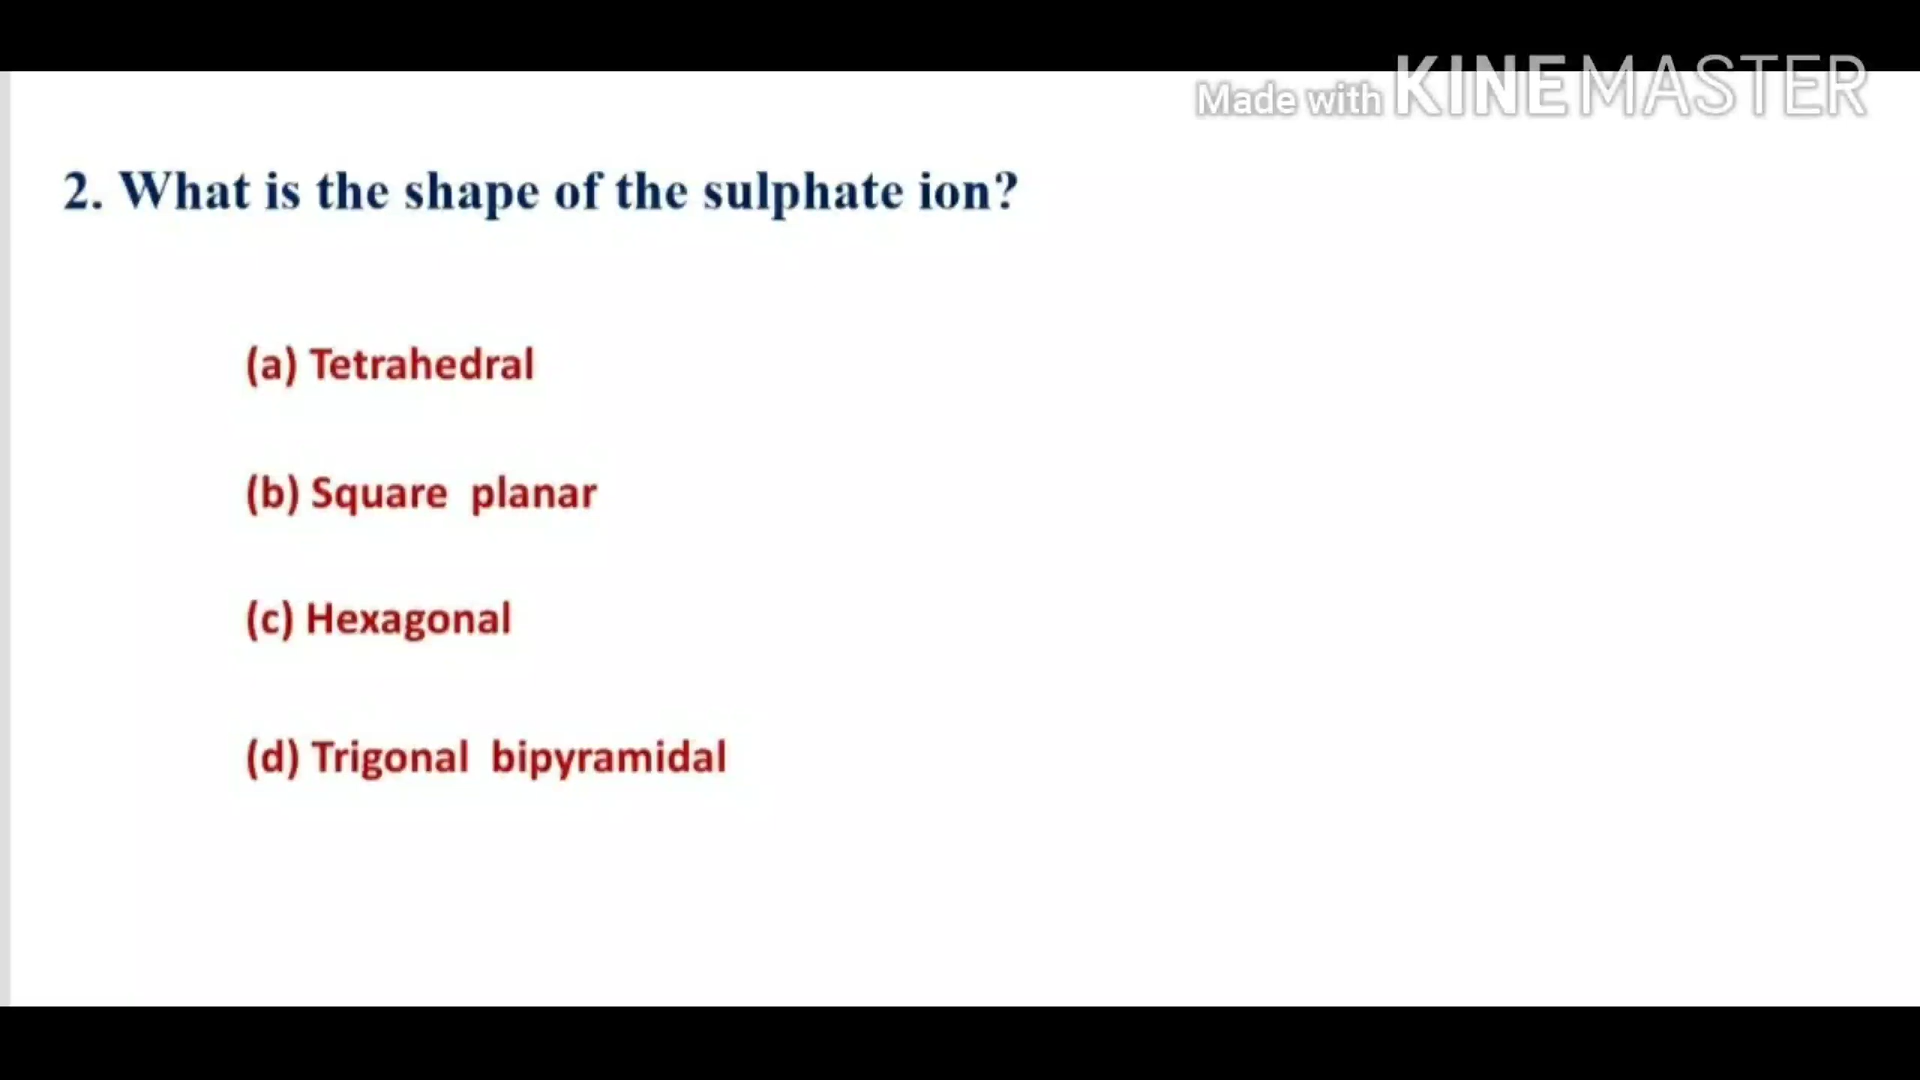 Made with KINEMASTER
2. What is the shape of the sulphate ion?
(a) Tetrahedral
(b) Square planar
(c) Hexagonal
(d) Trigonal bipyramidal